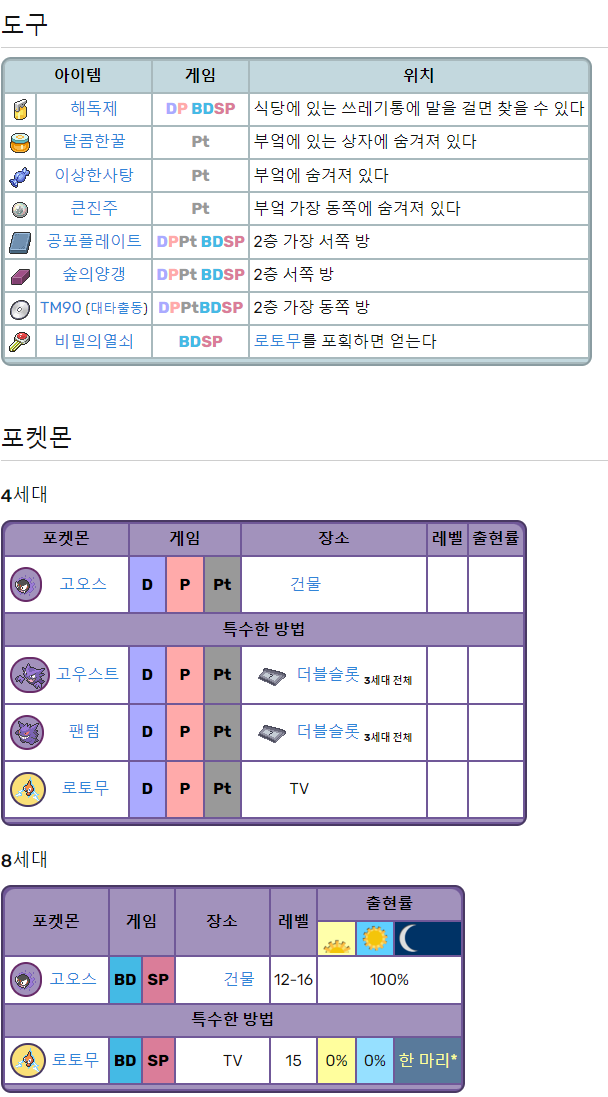 도구
아이템 게임 위치
해독제 DP BDSP 식당에 있는 쓰레기통에 말을 걸면 찾을 수 있다
달콤한꿀 Pt 부엌에 있는 상자에 숨겨져 있다
이상한사탕 Pt 부엌에 숨겨져 있다
큰진주 Pt 부엌 가장 동쪽에 숨겨져 있다
공포플레이트 DPPt BDSP 2층 가장 서쪽 방
숲의양갱 DPPt BDSP 2층 서쪽 방
TM90 (대타출동) DPPtBDSP 2층 가장 동쪽 방
비밀의열쇠 BDSP 로토무를 포획하면 얻는다
포켓몬
4세대
포켓몬 게임 장소 레벨 출현률
고오스 D P Pt 건물
특수한 방법
고우스트 D P Pt 더블슬롯 3세대 전체
팬텀 D P Pt 더블슬롯 3세대 전체
로토무 D P Pt TV
8세대
포켓몬 게임 장소 레벨 출현률
고오스 BD SP 건물 12-16 100%
특수한 방법
로토무 BD SP TV 15 0% 0% 한 마리*